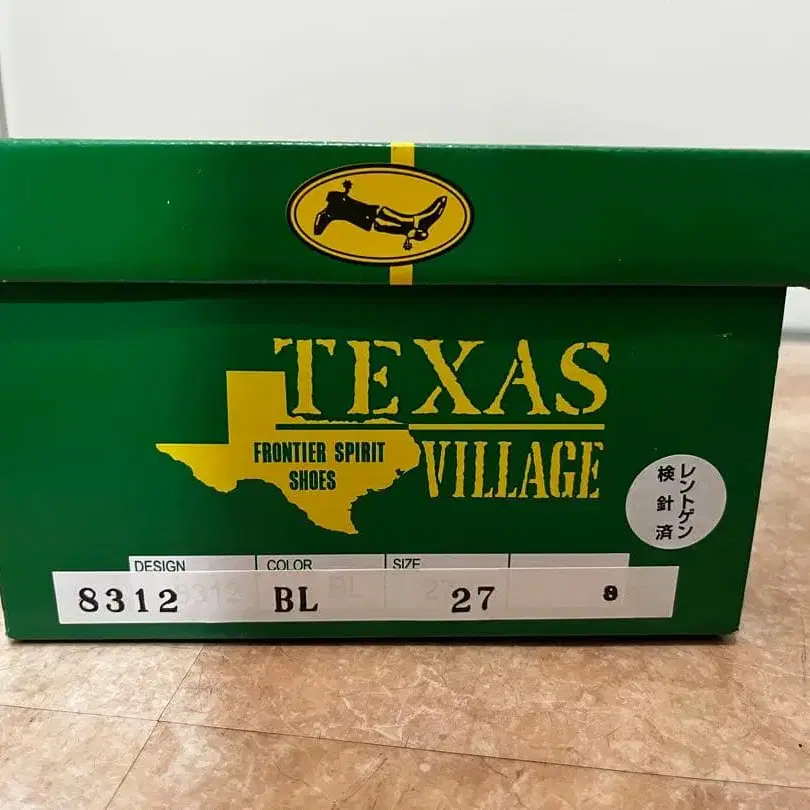 TEXAS
VILLAGE
FRONTIER SPIRIT
SHOES
レントゲン
検針済
DESIGN COLOR SIZE
8312 BL 27 8